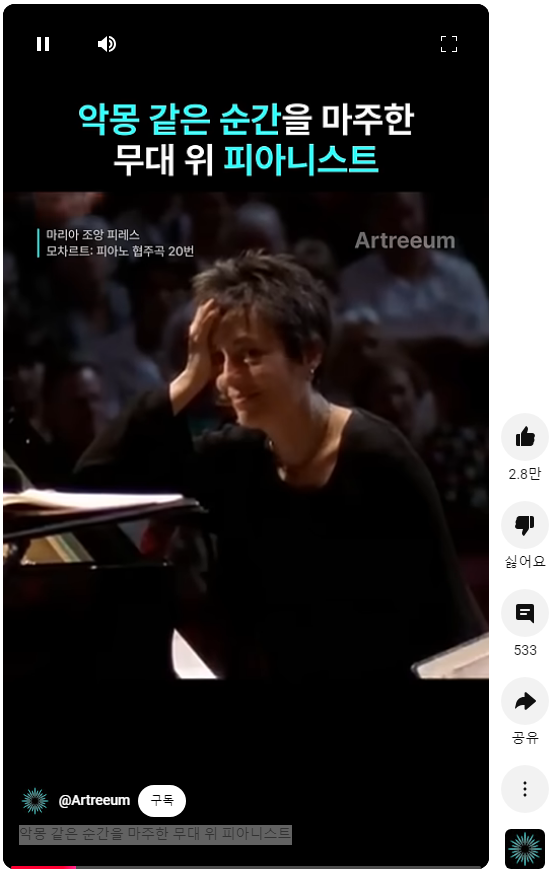 악몽 같은 순간을 마주한
무대 위 피아니스트
마리아 조앙 피레스
모차르트: 피아노 협주곡 20번
Artreeum
2.8만
싫어요
533
공유
@Artreeum
구독
악몽 같은 순간을 마주한 무대 위 피아니스트